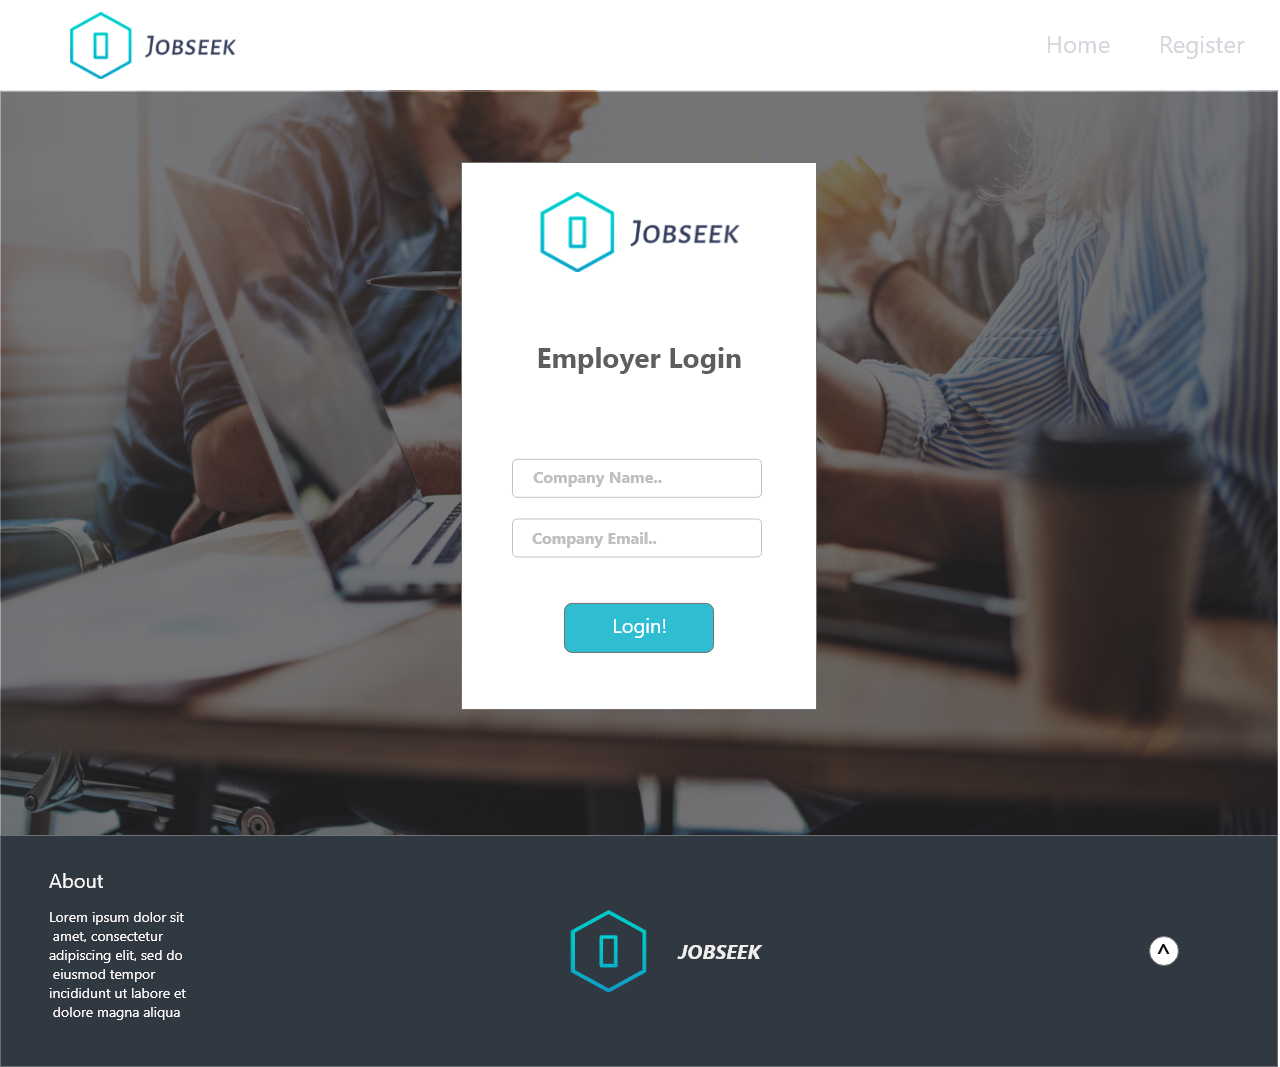 JOBSEEK
Home
Register
JOBSEEK
Employer Login
Company Name..
Company Email..
Login!
About
Lorem ipsum dolor sit
amet, consectetur
adipiscing elit, sed do
eiusmod tempor
incididunt ut labore et
dolore magna aliqua
JOBSEEK
^